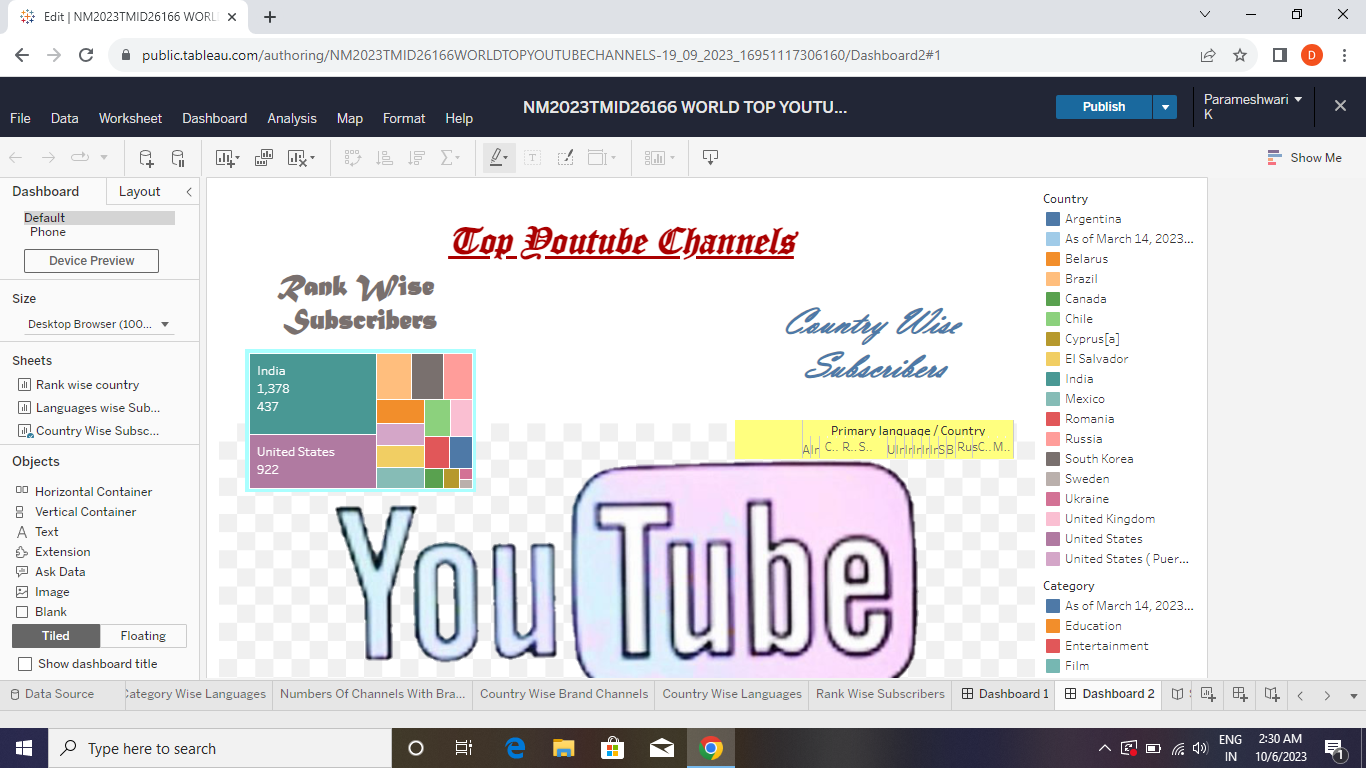 Edit | NM2023TMID26166 WORL
public.tableau.com/authoring/NM2023TMID26166WORLDTOPYOUTUBECHANNELS-19_09_2023_16951117306160/Dashboard2#1
D
NM2023TMID26166 WORLD TOP YOUTU...
Publish
Parameshwari
K
File Data Worksheet Dashboard Analysis Map Format Help
Show Me
Dashboard Layout
Default
Phone
Device Preview
Size
Desktop Browser (100...
Sheets
Rank wise country
Languages wise Sub...
Country Wise Subsc...
Objects
Horizontal Container
Vertical Container
Text
Extension
Ask Data
Image
Blank
Tiled Floating
Show dashboard title
Top Youtube Channels
Rank Wise
Subscribers
India
1,378
437
United States
922
Country Wise
Subscribers
Primary language / Country
C.. R.. S.. RusC.. M..
YouTube
Country
Argentina
As of March 14, 2023...
Belarus
Brazil
Canada
Chile
Cyprus[a]
El Salvador
India
Mexico
Romania
Russia
South Korea
Sweden
Ukraine
United Kingdom
United States
United States ( Puer...
Category
As of March 14, 2023...
Education
Entertainment
Film
Data Source Category Wise Languages Numbers Of Channels With Bra... Country Wise Brand Channels Country Wise Languages Rank Wise Subscribers Dashboard 1 Dashboard 2
Type here to search
ENG
IN
2:30 AM
10/6/2023
1